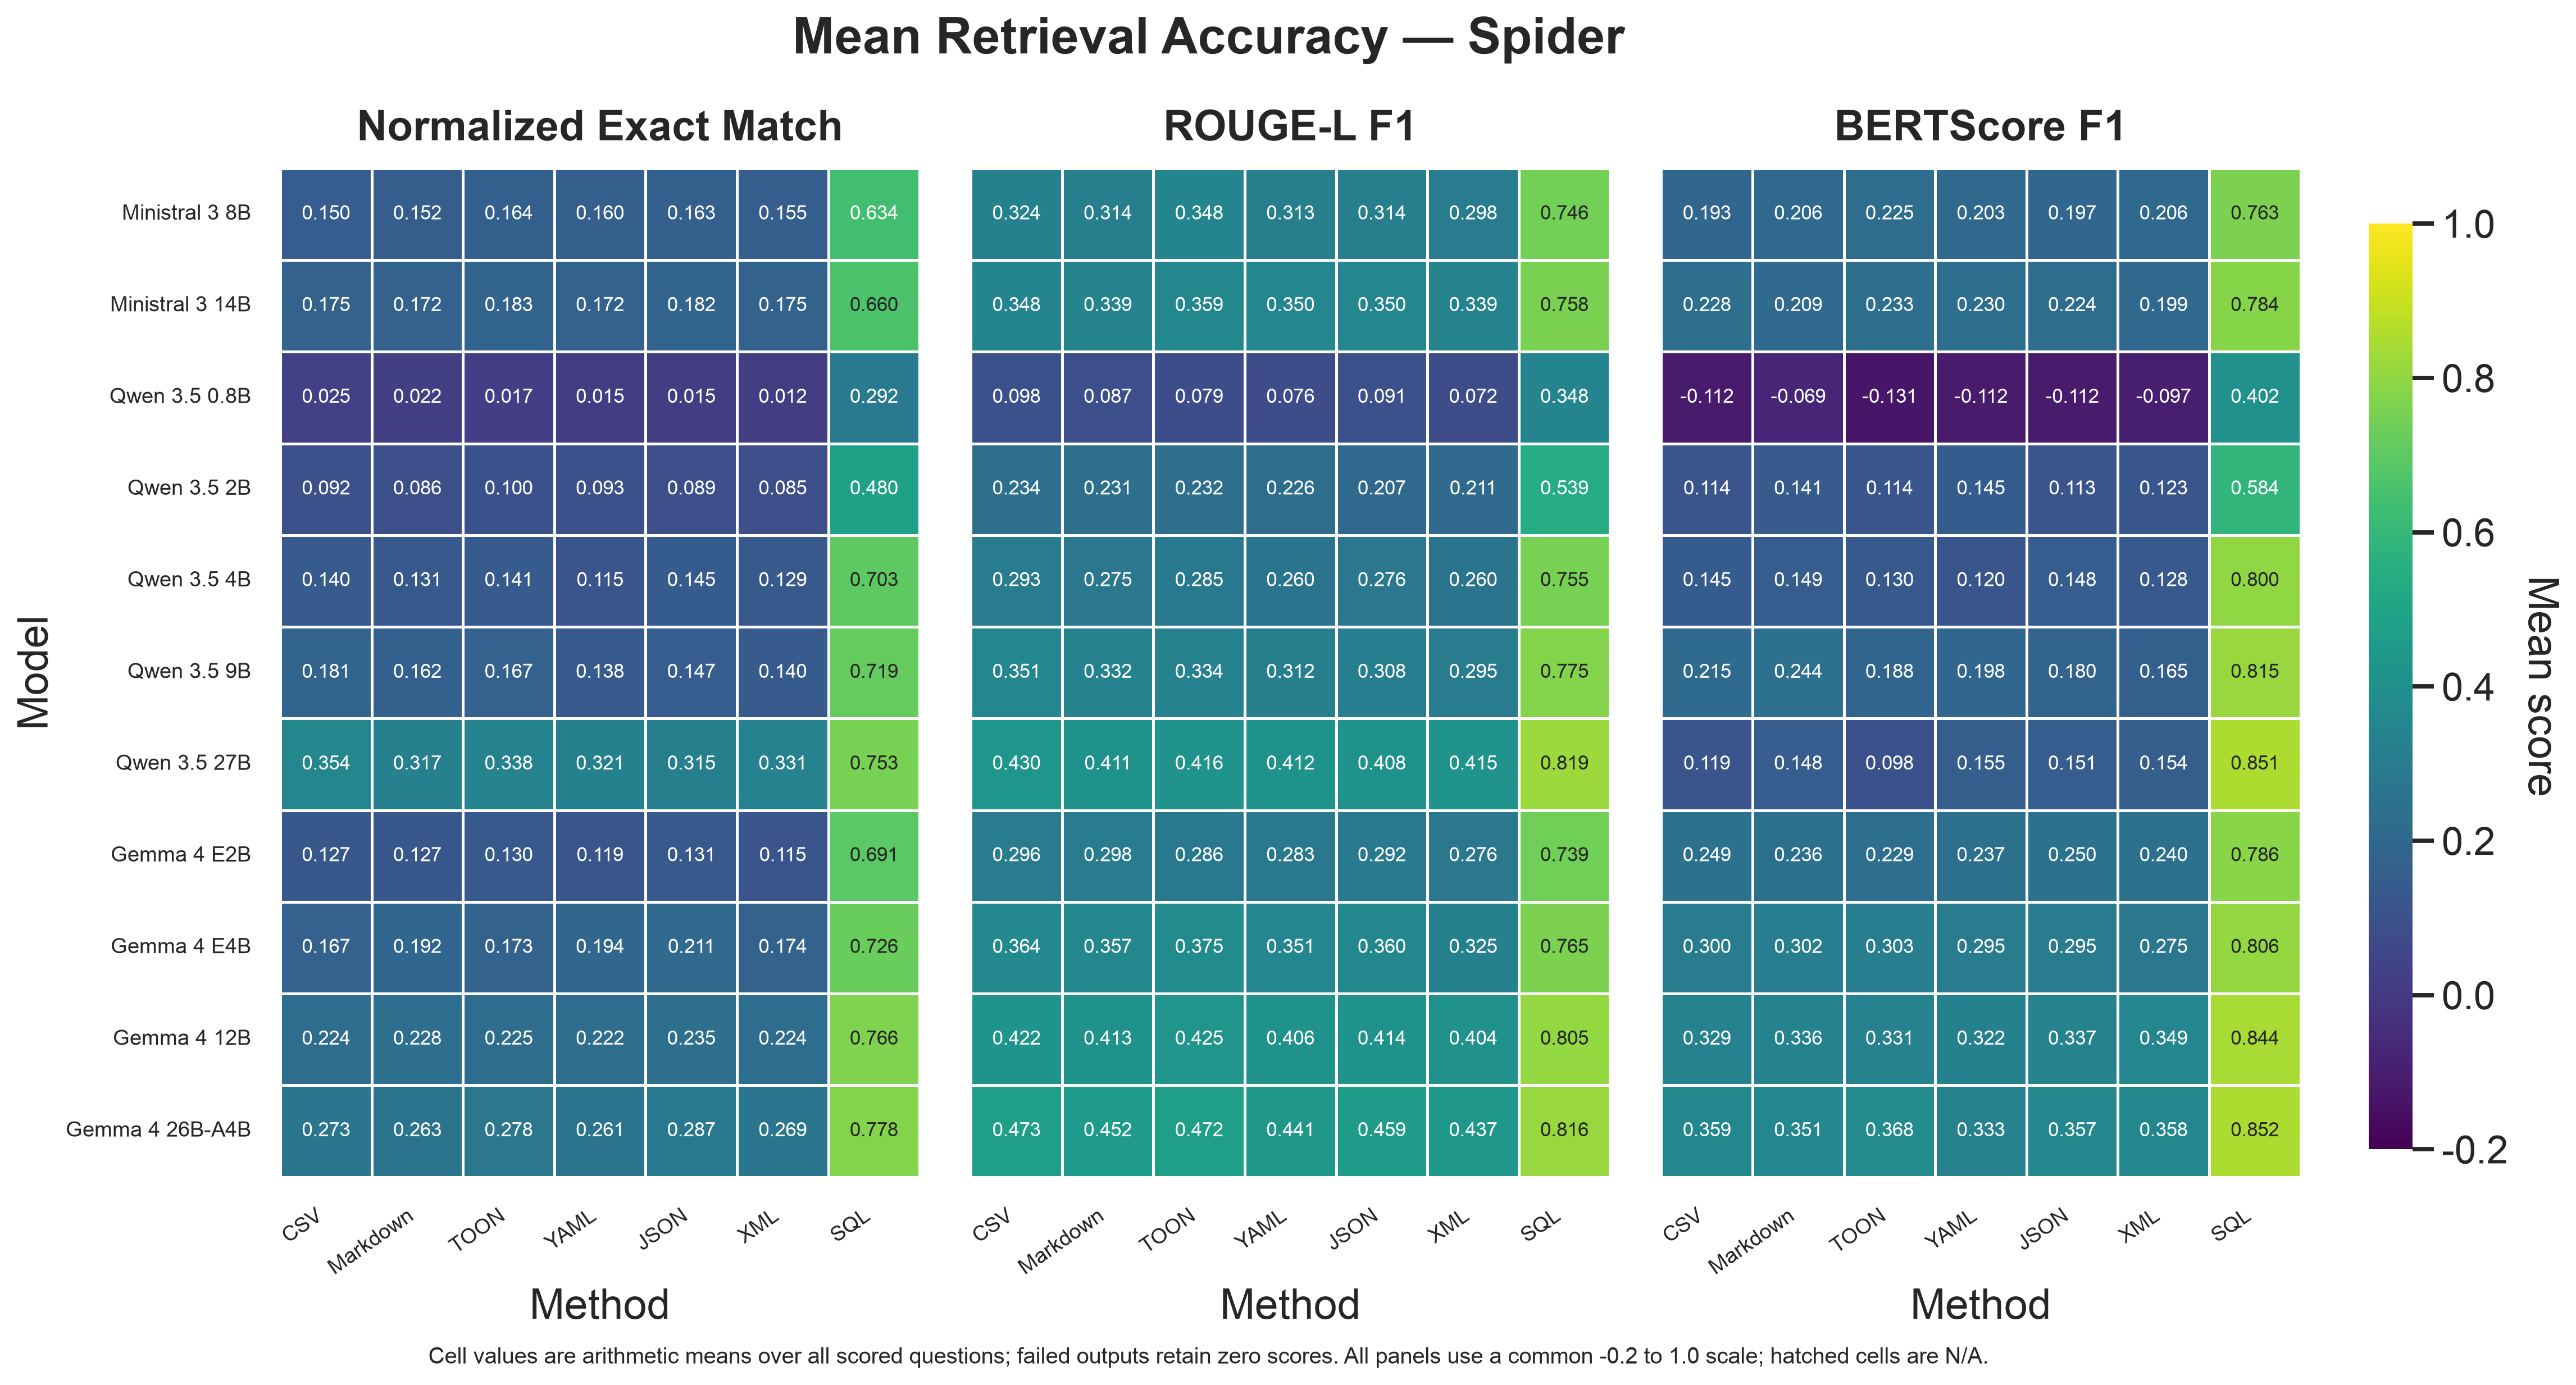 Mean Retrieval Accuracy — Spider
Normalized Exact Match ROUGE-L F1 BERTScore F1
Ministral 3 8B 0.150 0.152 0.164 0.160 0.163 0.155 0.634 0.324 0.314 0.348 0.313 0.314 0.298 0.746 0.193 0.206 0.225 0.203 0.197 0.206 0.763
Ministral 3 14B 0.175 0.172 0.183 0.172 0.182 0.175 0.660 0.348 0.339 0.359 0.350 0.350 0.339 0.758 0.228 0.209 0.233 0.230 0.224 0.199 0.784
Qwen 3.5 0.8B 0.025 0.022 0.017 0.015 0.015 0.012 0.292 0.098 0.087 0.079 0.076 0.091 0.072 0.348 -0.112 -0.069 -0.131 -0.112 -0.112 -0.097 0.402
Qwen 3.5 2B 0.092 0.086 0.100 0.093 0.089 0.085 0.480 0.234 0.231 0.232 0.226 0.207 0.211 0.539 0.114 0.141 0.114 0.145 0.113 0.123 0.584
Qwen 3.5 4B 0.140 0.131 0.141 0.115 0.145 0.129 0.703 0.293 0.275 0.285 0.260 0.276 0.260 0.755 0.145 0.149 0.130 0.120 0.148 0.128 0.800
Qwen 3.5 9B 0.181 0.162 0.167 0.138 0.147 0.140 0.719 0.351 0.332 0.334 0.312 0.308 0.295 0.775 0.215 0.244 0.188 0.198 0.180 0.165 0.815
Qwen 3.5 27B 0.354 0.317 0.338 0.321 0.315 0.331 0.753 0.430 0.411 0.416 0.412 0.408 0.415 0.819 0.119 0.148 0.098 0.155 0.151 0.154 0.851
Gemma 4 E2B 0.127 0.127 0.130 0.119 0.131 0.115 0.691 0.296 0.298 0.286 0.283 0.292 0.276 0.739 0.249 0.236 0.229 0.237 0.250 0.240 0.786
Gemma 4 E4B 0.167 0.192 0.173 0.194 0.211 0.174 0.726 0.364 0.357 0.375 0.351 0.360 0.325 0.765 0.300 0.302 0.303 0.295 0.295 0.275 0.806
Gemma 4 12B 0.224 0.228 0.225 0.222 0.235 0.224 0.766 0.422 0.413 0.425 0.406 0.414 0.404 0.805 0.329 0.336 0.331 0.322 0.337 0.349 0.844
Gemma 4 26B-A4B 0.273 0.263 0.278 0.261 0.287 0.269 0.778 0.473 0.452 0.472 0.441 0.459 0.437 0.816 0.359 0.351 0.368 0.333 0.357 0.358 0.852
Model
CSV Markdown TOON YAML JSON XML SQL CSV Markdown TOON YAML JSON XML SQL CSV Markdown TOON YAML JSON XML SQL
Method Method Method
1.0
0.8
0.6
0.4
0.2
0.0
-0.2
Mean score
Cell values are arithmetic means over all scored questions; failed outputs retain zero scores. All panels use a common -0.2 to 1.0 scale; hatched cells are N/A.